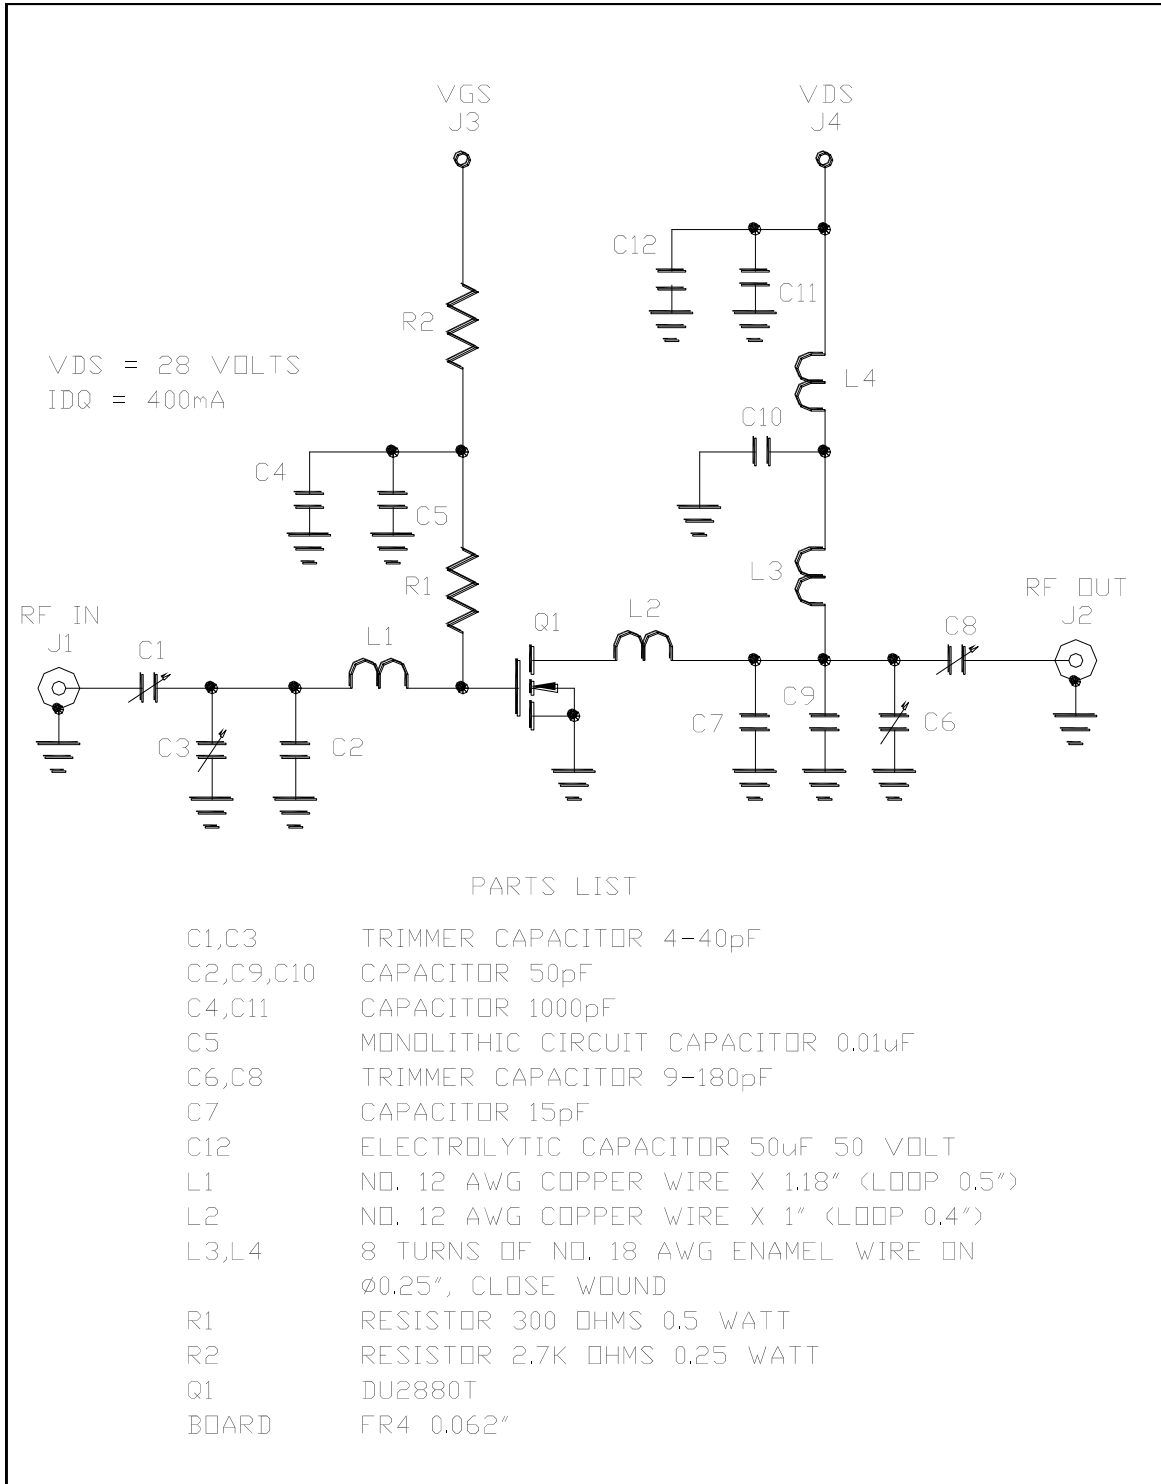 VGS
J3
VDS
J4
C12
C11
R2
VDS = 28 VOLTS
IDQ = 400mA
L4
C10
C4
C5
L3
R1
RF IN
J1
C1
L1
Q1
L2
RF OUT
J2
C8
C3
C2
C7
C9
C6
PARTS LIST
C1,C3 TRIMMER CAPACITOR 4-40pF
C2,C9,C10 CAPACITOR 50pF
C4,C11 CAPACITOR 1000pF
C5 MONOLITHIC CIRCUIT CAPACITOR 0.01uF
C6,C8 TRIMMER CAPACITOR 9-180pF
C7 CAPACITOR 15pF
C12 ELECTROLYTIC CAPACITOR 50uF 50 VOLT
L1 NO. 12 AWG COPPER WIRE X 1.18" (LOOP 0.5")
L2 NO. 12 AWG COPPER WIRE X 1" (LOOP 0.4")
L3,L4 8 TURNS OF NO. 18 AWG ENAMEL WIRE ON
Ø0.25", CLOSE WOUND
R1 RESISTOR 300 OHMS 0.5 WATT
R2 RESISTOR 2.7K OHMS 0.25 WATT
Q1 DU2880T
BOARD FR4 0.062"